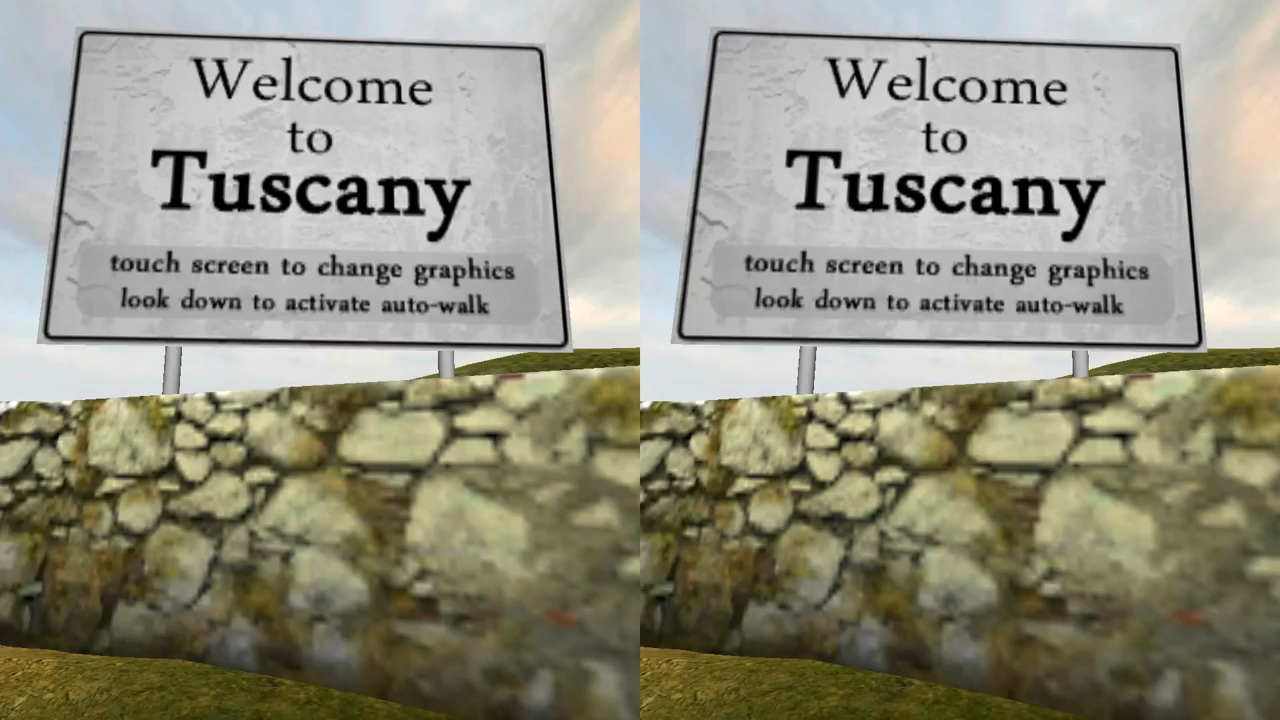 Welcome
to
Tuscany
touch screen to change graphics
look down to activate auto-walk
Welcome
to
Tuscany
touch screen to change graphics
look down to activate auto-walk